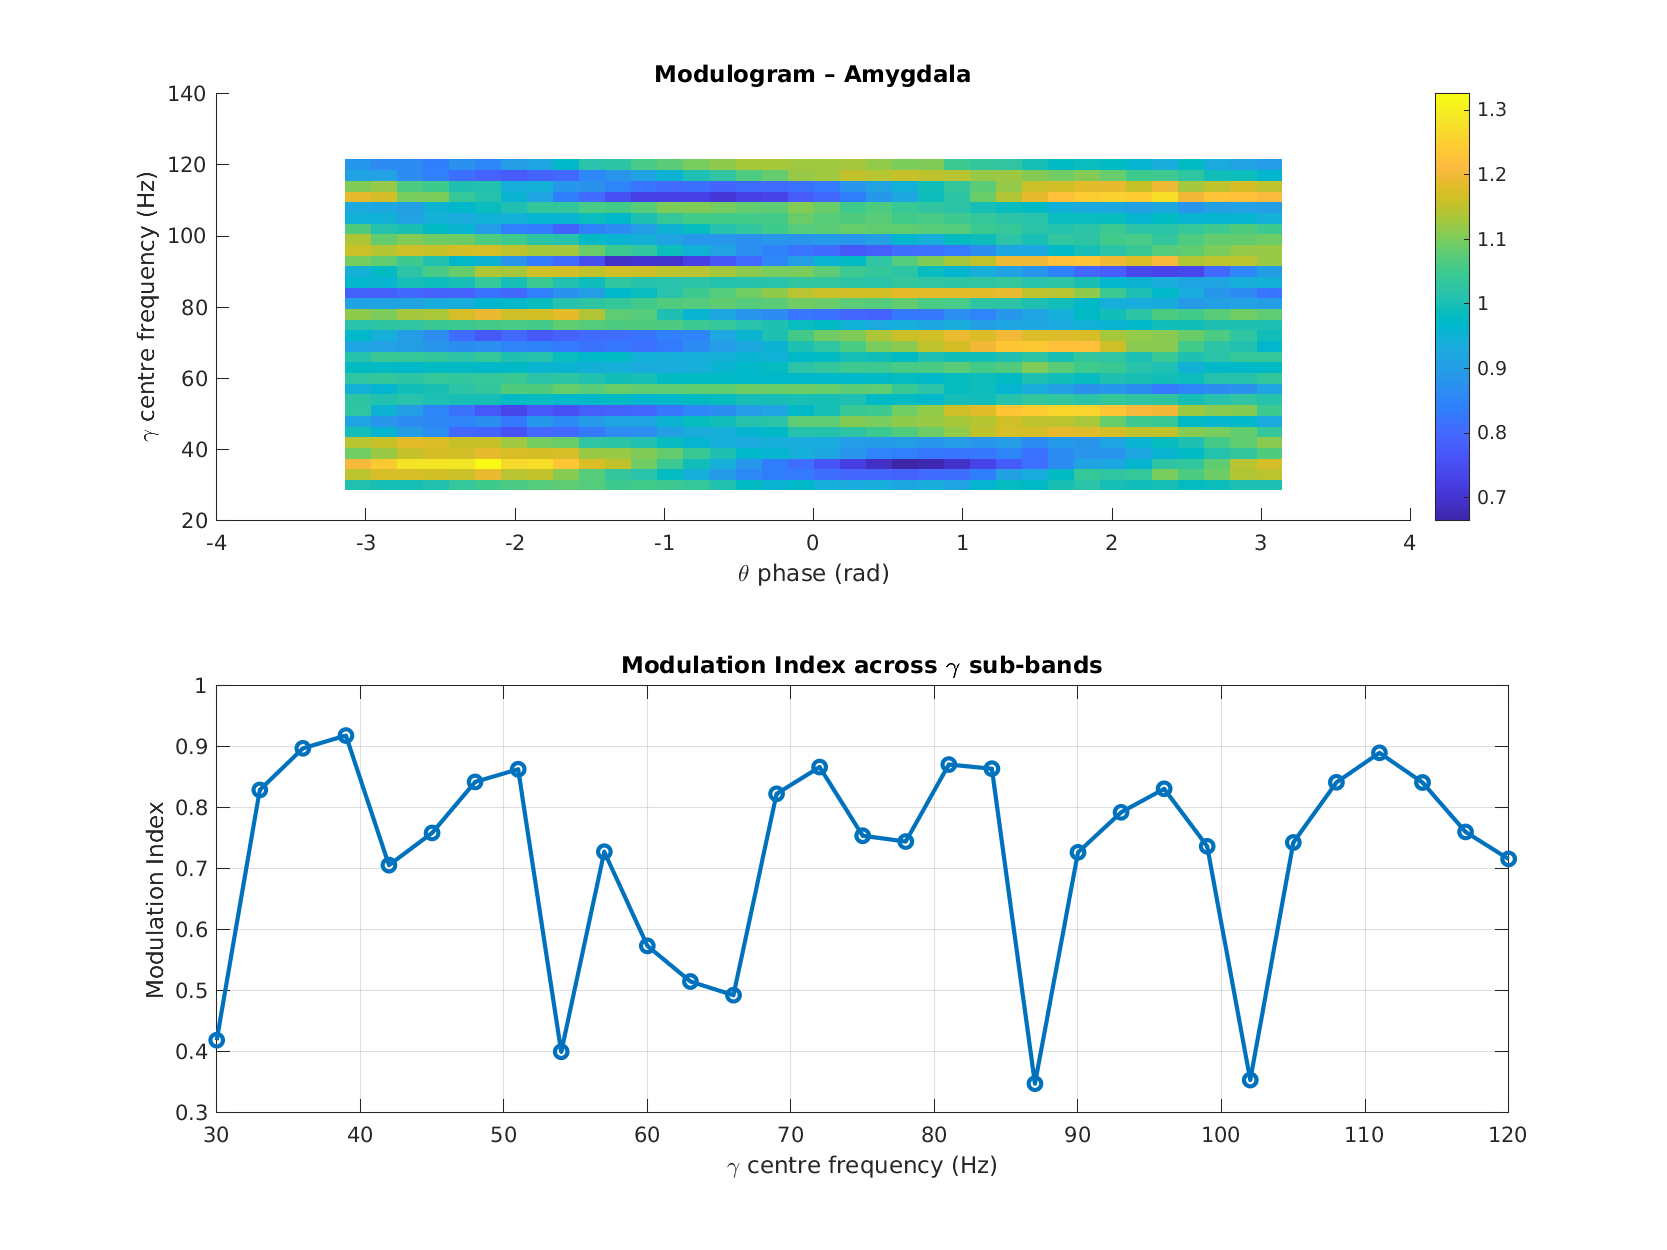 Modulogram – Amygdala
γ centre frequency (Hz)
140
120
100
80
60
40
20
-4 -3 -2 -1 0 1 2 3 4
θ phase (rad)
1.3
1.2
1.1
1
0.9
0.8
0.7
Modulation Index across γ sub-bands
Modulation Index
1
0.9
0.8
0.7
0.6
0.5
0.4
0.3
30 40 50 60 70 80 90 100 110 120
γ centre frequency (Hz)